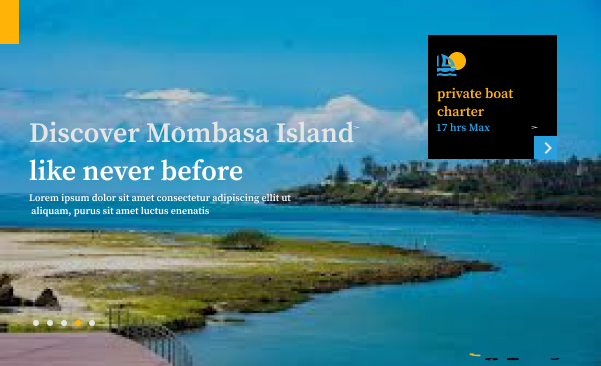 Discover Mombasa Island
like never before
Lorem ipsum dolor sit amet consectetur adipiscing ellit ut
aliquam, purus sit amet luctus enenatis
private boat
charter
17 hrs Max